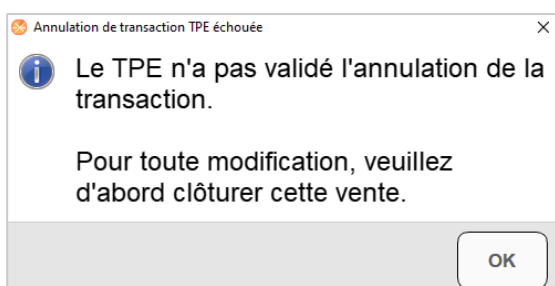 Annulation de transaction TPE échouée
Le TPE n'a pas validé l'annulation de la
transaction.
Pour toute modification, veuillez
d'abord clôturer cette vente.
OK